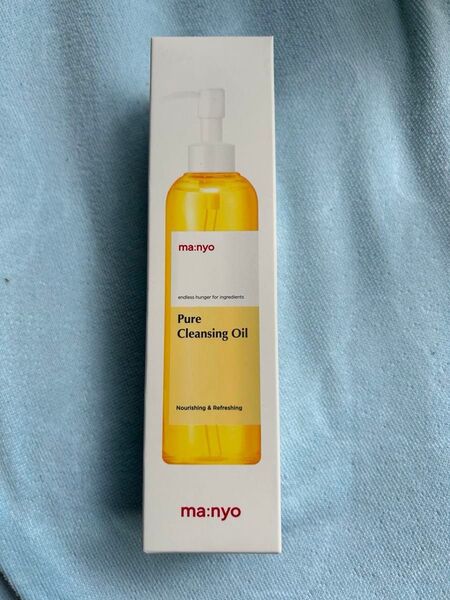 ma:nyo
endless hunger for ingredients
Pure
Cleansing Oil
Nourishing & Refreshing
ma:nyo